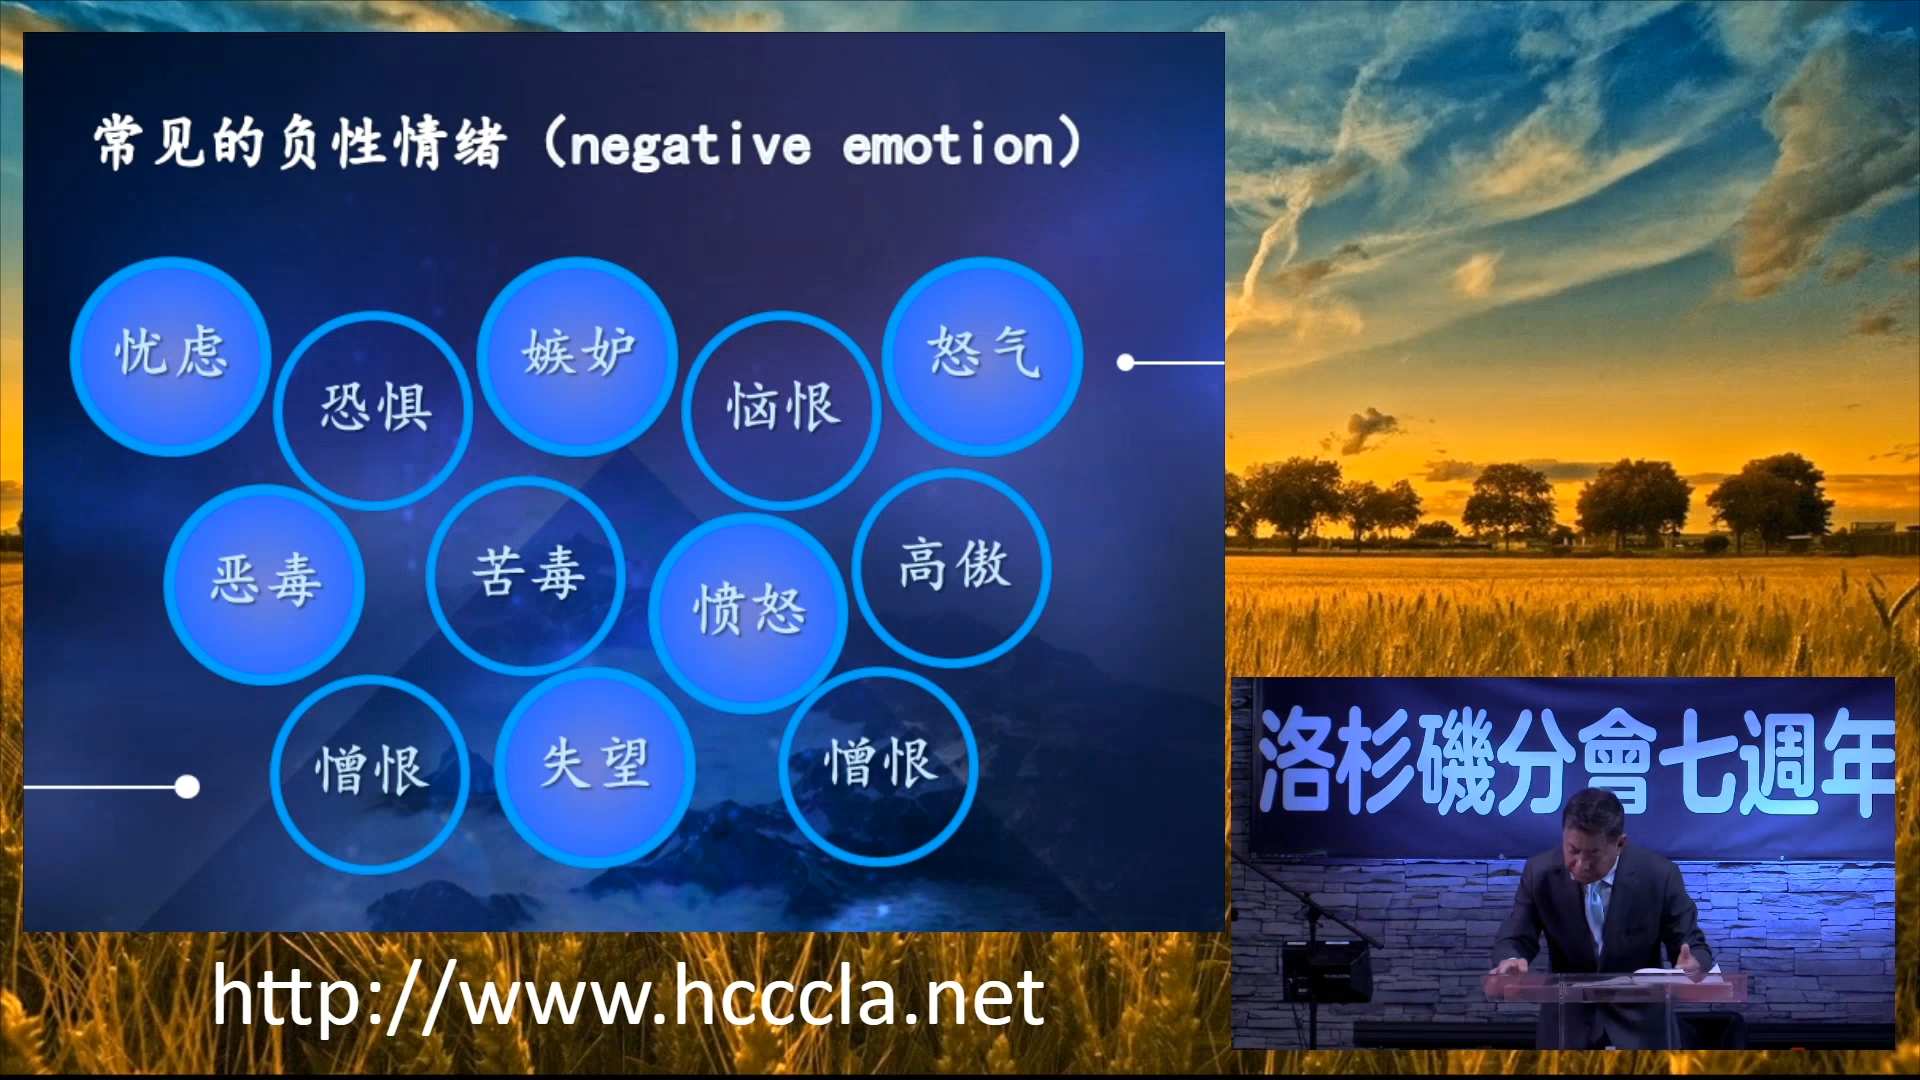 常见的负性情绪（negative emotion）
忧虑
恐惧
嫉妒
恼恨
怒气
恶毒
苦毒
愤怒
高傲
憎恨
失望
憎恨
洛杉磯分會七週年
http://www.hcccla.net